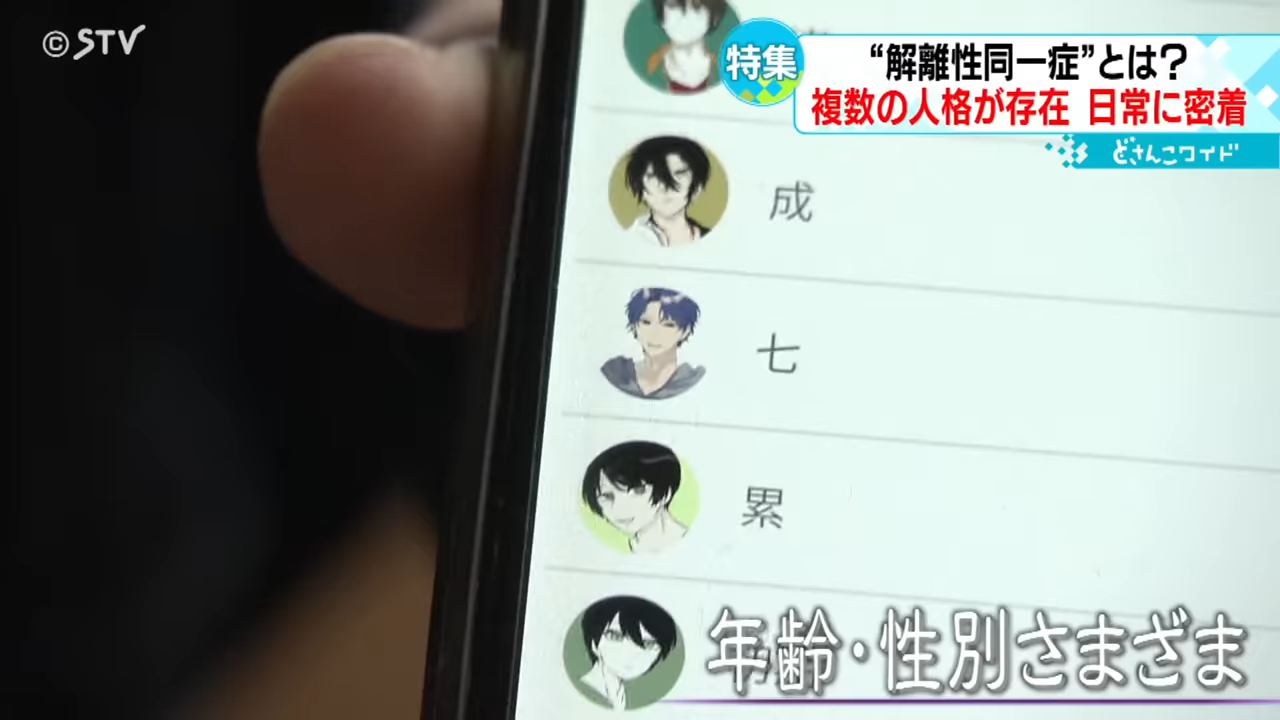 © STV
特集
“解離性同一症”とは?
複数の人格が存在 日常に密着
どさんこワイド
成
七
累
年齢・性別さまざま